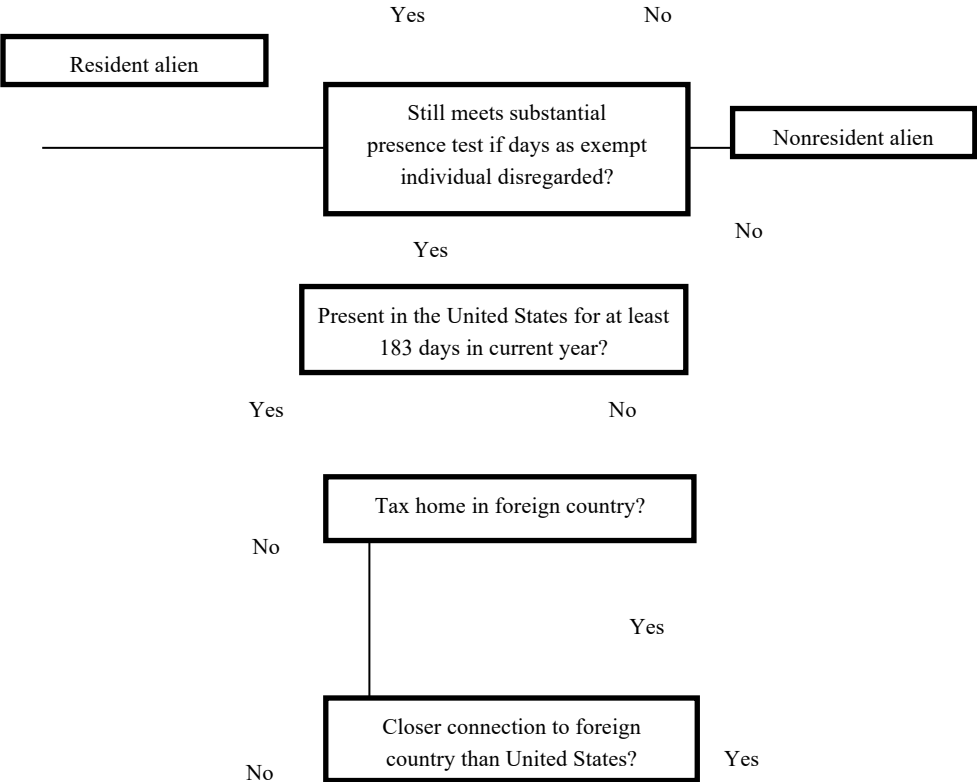 Yes
No
Resident alien
Still meets substantial
presence test if days as exempt
individual disregarded?
Nonresident alien
No
Yes
Present in the United States for at least
183 days in current year?
Yes
No
Tax home in foreign country?
No
Yes
Closer connection to foreign
country than United States?
Yes
No